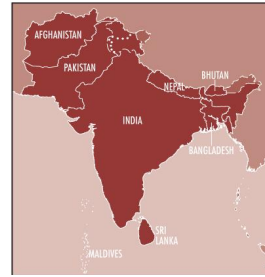 AFGHANISTAN
PAKISTAN
NEPAL
BHUTAN
INDIA
BANGLADESH
SRI
LANKA
MALDIVES